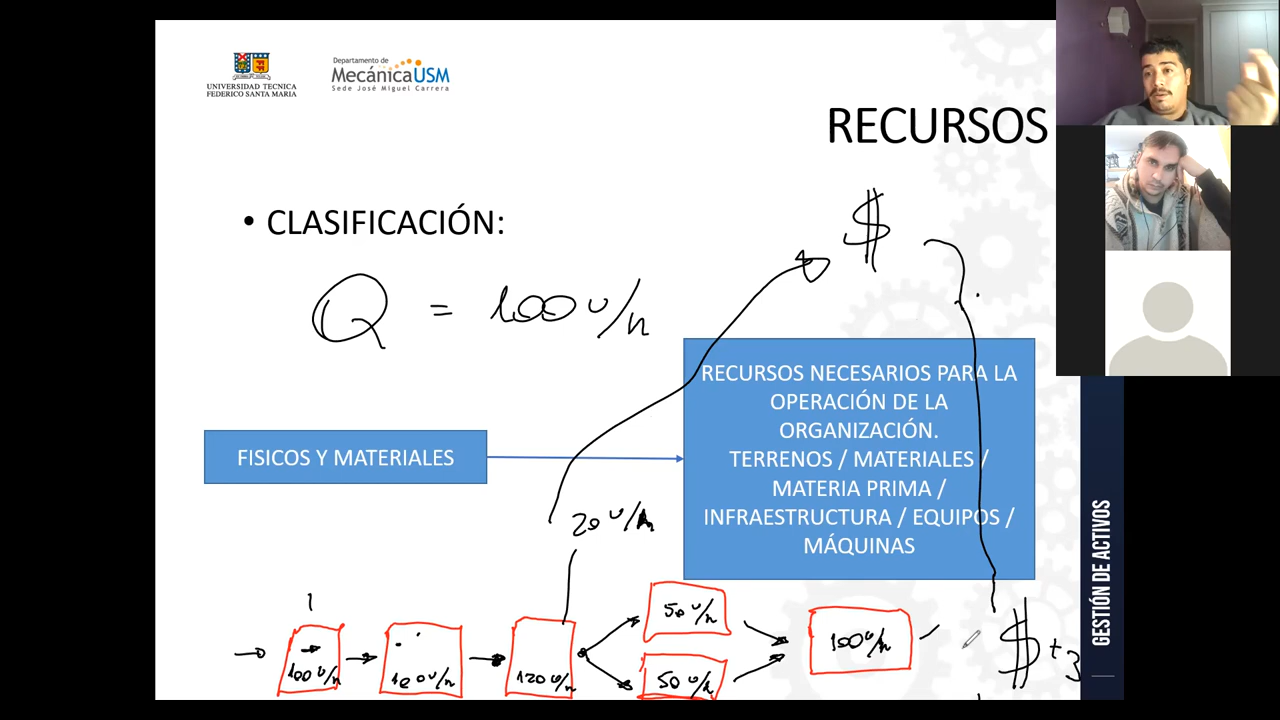 UNIVERSIDAD TECNICA
FEDERICO SANTA MARIA
Departamento de
MecánicaUSM
Sede José Miguel Carrera
RECURSOS
• CLASIFICACIÓN:
$
Q = 100 U/h
RECURSOS NECESARIOS PARA LA
OPERACIÓN DE LA
ORGANIZACIÓN.
TERRENOS / MATERIALES /
MATERIA PRIMA /
INFRAESTRUCTURA / EQUIPOS /
MÁQUINAS
FISICOS Y MATERIALES
20 U/h
GESTIÓN DE ACTIVOS
1
100 U/h
120 U/h
50 U/h
50 U/h
100 U/h
$ + 3